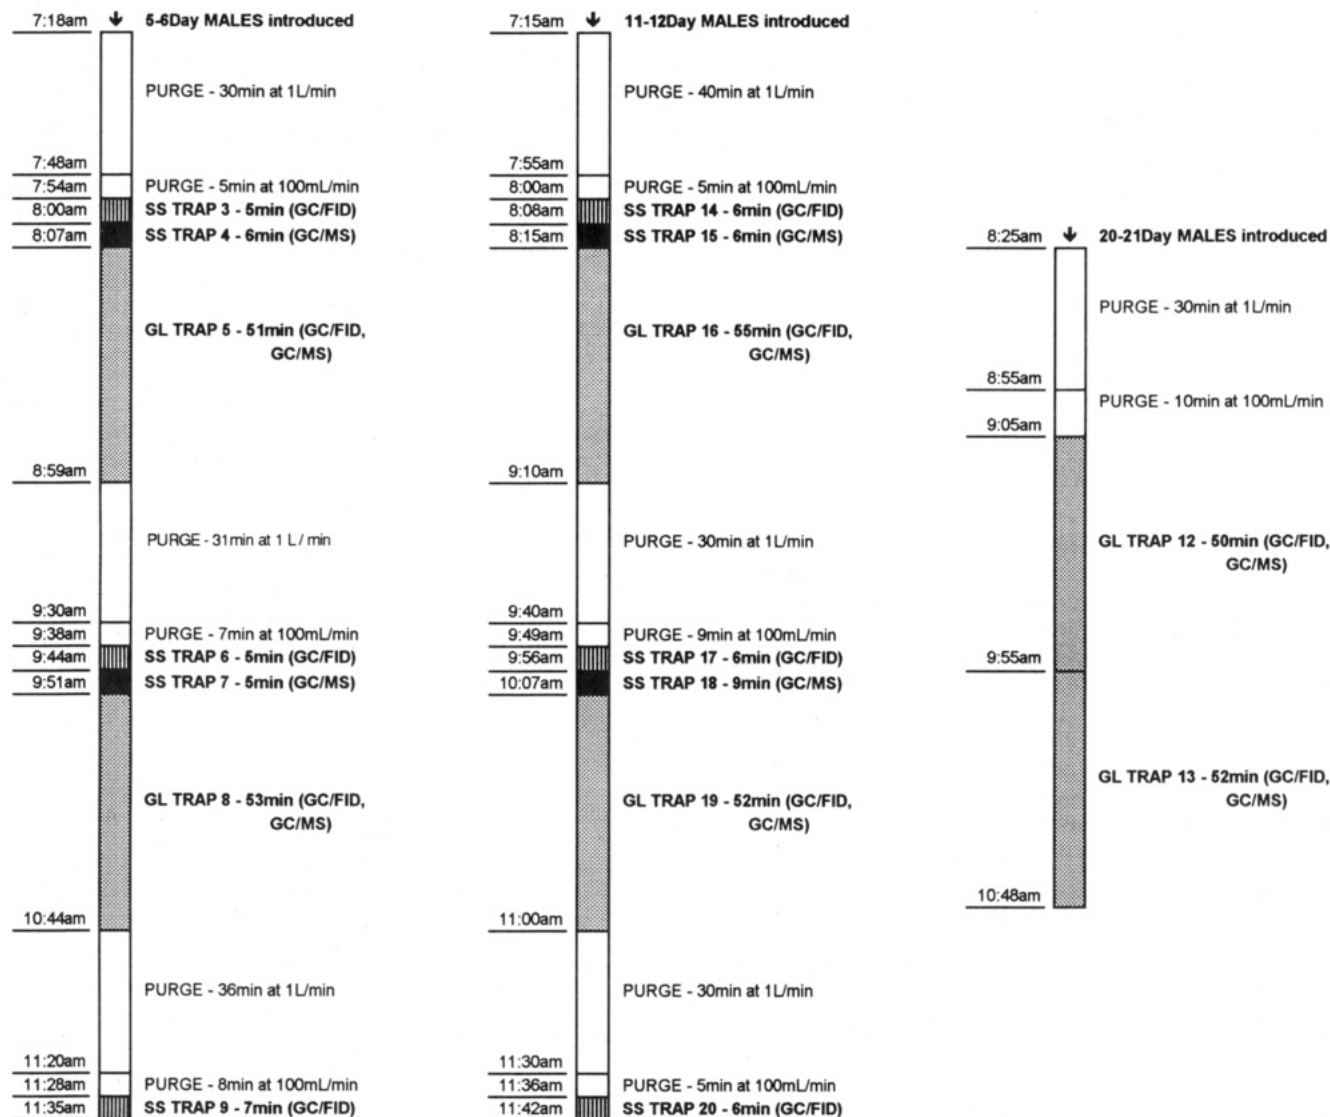 7:18am 5-6Day MALES introduced
PURGE - 30min at 1L/min
7:48am
7:54am PURGE - 5min at 100mL/min
8:00am SS TRAP 3 - 5min (GC/FID)
8:07am SS TRAP 4 - 6min (GC/MS)
GL TRAP 5 - 51min (GC/FID,
GC/MS)
8:59am
PURGE - 31min at 1 L / min
9:30am
9:38am PURGE - 7min at 100mL/min
9:44am SS TRAP 6 - 5min (GC/FID)
9:51am SS TRAP 7 - 5min (GC/MS)
GL TRAP 8 - 53min (GC/FID,
GC/MS)
10:44am
PURGE - 36min at 1L/min
11:20am
11:28am PURGE - 8min at 100mL/min
11:35am SS TRAP 9 - 7min (GC/FID)
7:15am 11-12Day MALES introduced
PURGE - 40min at 1L/min
7:55am
8:00am PURGE - 5min at 100mL/min
8:08am SS TRAP 14 - 6min (GC/FID)
8:15am SS TRAP 15 - 6min (GC/MS)
GL TRAP 16 - 55min (GC/FID,
GC/MS)
9:10am
PURGE - 30min at 1L/min
9:40am
9:49am PURGE - 9min at 100mL/min
9:56am SS TRAP 17 - 6min (GC/FID)
10:07am SS TRAP 18 - 9min (GC/MS)
GL TRAP 19 - 52min (GC/FID,
GC/MS)
11:00am
PURGE - 30min at 1L/min
11:30am
11:36am PURGE - 5min at 100mL/min
11:42am SS TRAP 20 - 6min (GC/FID)
8:25am 20-21Day MALES introduced
PURGE - 30min at 1L/min
8:55am
PURGE - 10min at 100mL/min
9:05am
GL TRAP 12 - 50min (GC/FID,
GC/MS)
9:55am
GL TRAP 13 - 52min (GC/FID,
GC/MS)
10:48am